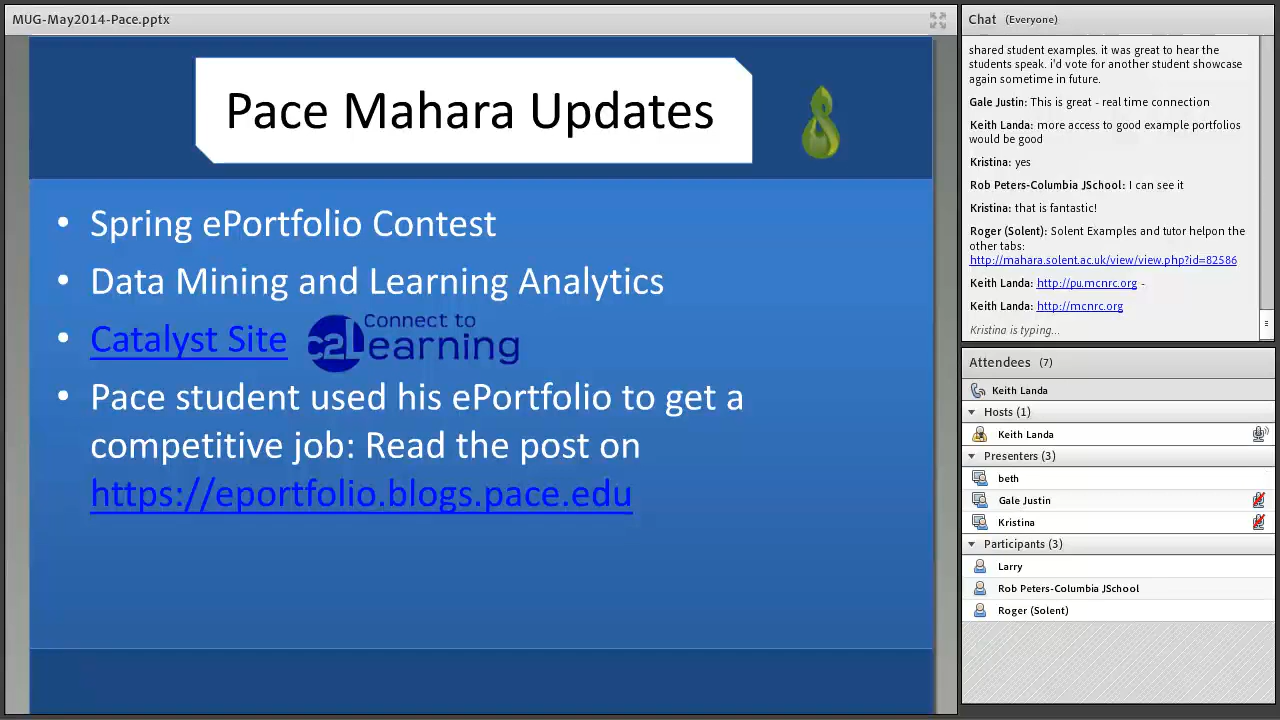 MUG-May2014-Pace.pptx
Pace Mahara Updates
• Spring ePortfolio Contest
• Data Mining and Learning Analytics
• Catalyst Site
Connect to
c2Learning
• Pace student used his ePortfolio to get a
competitive job: Read the post on
https://eportfolio.blogs.pace.edu
Chat (Everyone)
shared student examples. it was great to hear the
students speak. i'd vote for another student showcase
again sometime in future.
Gale Justin: This is great - real time connection
Keith Landa: more access to good example portfolios
would be good
Kristina: yes
Rob Peters-Columbia JSchool: I can see it
Kristina: that is fantastic!
Roger (Solent): Solent Examples and tutor helpon the
other tabs:
http://mahara.solent.ac.uk/view/view.php?id=82586
Keith Landa: http://pu.mcnrc.org -
Keith Landa: http://mcnrc.org
Kristina is typing...
Attendees (7)
Keith Landa
Hosts (1)
Keith Landa
Presenters (3)
beth
Gale Justin
Kristina
Participants (3)
Larry
Rob Peters-Columbia JSchool
Roger (Solent)